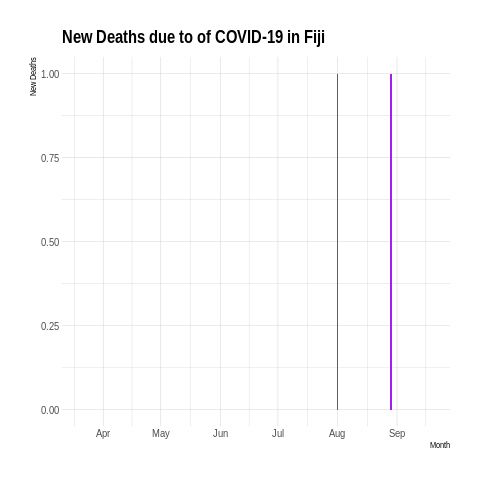 New Deaths due to of COVID-19 in Fiji
New Deaths
1.00
0.75
0.50
0.25
0.00
Apr May Jun Jul Aug Sep
Month